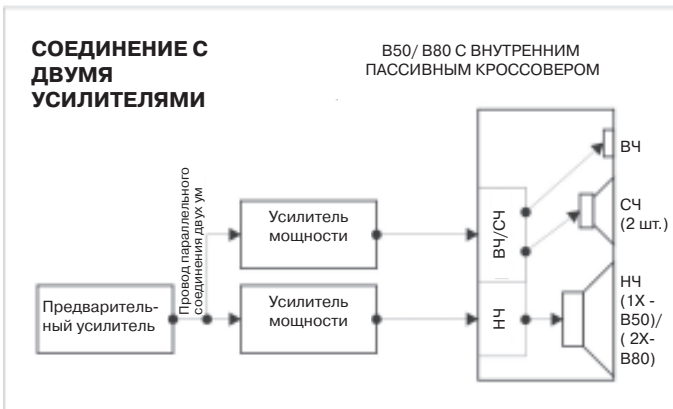 СОЕДИНЕНИЕ С
ДВУМЯ
УСИЛИТЕЛЯМИ
B50/ B80 С ВНУТРЕННИМ
ПАССИВНЫМ КРОССОВЕРОМ
ВЧ
СЧ
(2 шт.)
НЧ
(1X -
B50)/
( 2X-
B80)
ВЧ/СЧ
НЧ
Усилитель
мощности
Усилитель
мощности
Провод параллельного
соединения двух ум
Предваритель-
ный усилитель